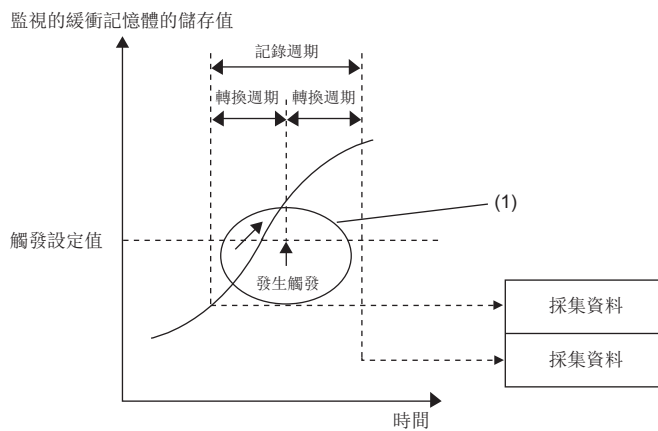 監視的緩衝記憶體的儲存值
記錄週期
轉換週期 轉換週期
(1)
觸發設定值
發生觸發
採集資料
採集資料
時間